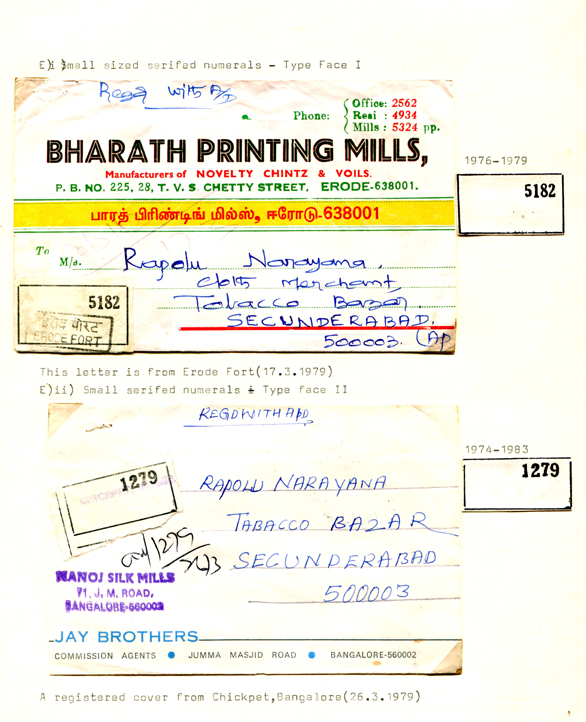 E)i Small sized serifed numerals - Type Face I
Regd with A/D
Phone:
Office: 2562
Resi : 4934
Mills : 5324 pp.
BHARATH PRINTING MILLS,
Manufacturers of NOVELTY CHINTZ & VOILS.
P. B. NO. 225, 28, T. V. S. CHETTY STREET, ERODE-638001.
பாரத் பிரிண்டிங் மில்ஸ், ஈரோடு-638001
1976-1979
5182
To
M/s. Rapolu Narayana.
Cloth Merchant
Tobacco Bazar.
SECUNDERABAD.
500003. (AP
5182
ERODE FORT
This letter is from Erode Fort(17.3.1979)
E)ii) Small serifed numerals Type face II
REGD WITH A/D
1974-1983
1279
1279
RAPOLU NARAYANA
TABACCO BAZAR
SECUNDERABAD
500003
1279
26/3
MANOJ SILK MILLS
71, J. M. ROAD,
BANGALORE-560002
JAY BROTHERS
COMMISSION AGENTS ● JUMMA MASJID ROAD ● BANGALORE-560002
A registered cover from Chickpet,Bangalore(26.3.1979)